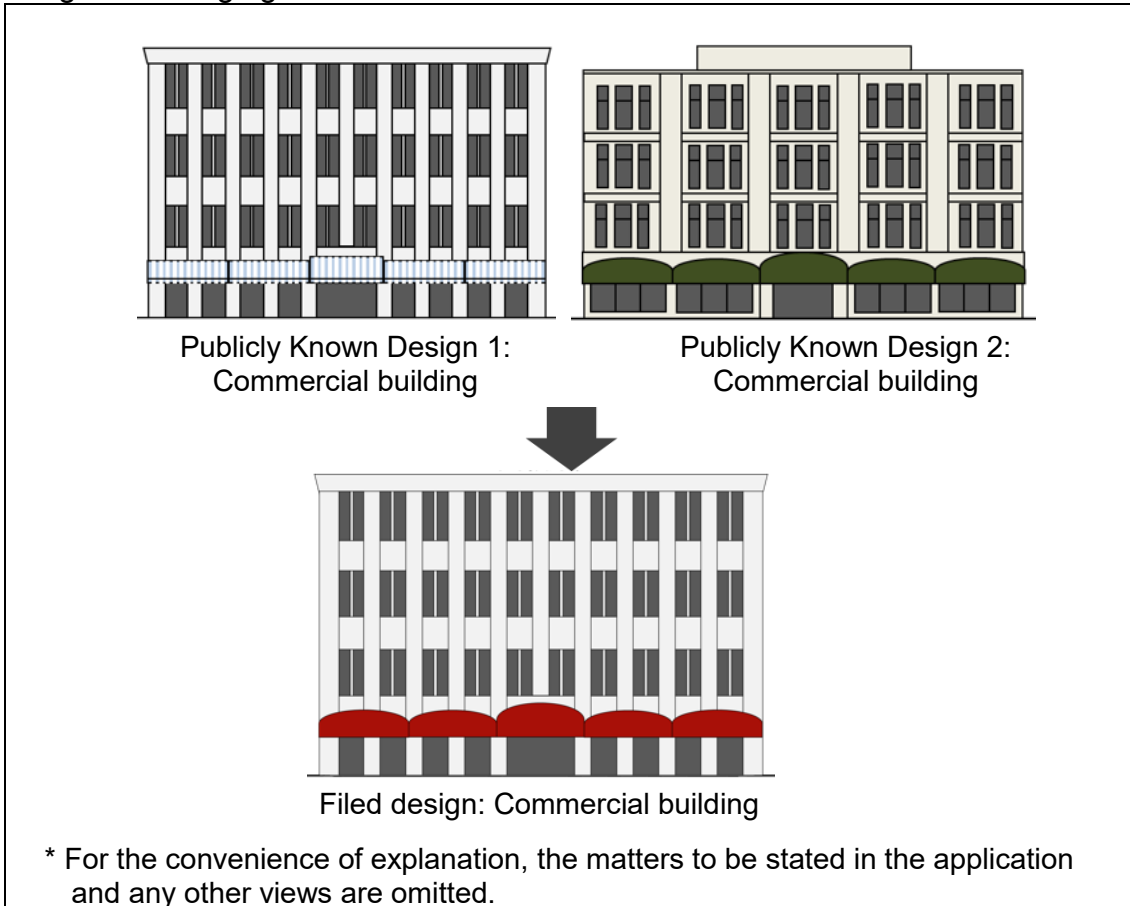 Publicly Known Design 1:
Commercial building
Publicly Known Design 2:
Commercial building
Filed design: Commercial building
* For the convenience of explanation, the matters to be stated in the application
and any other views are omitted.